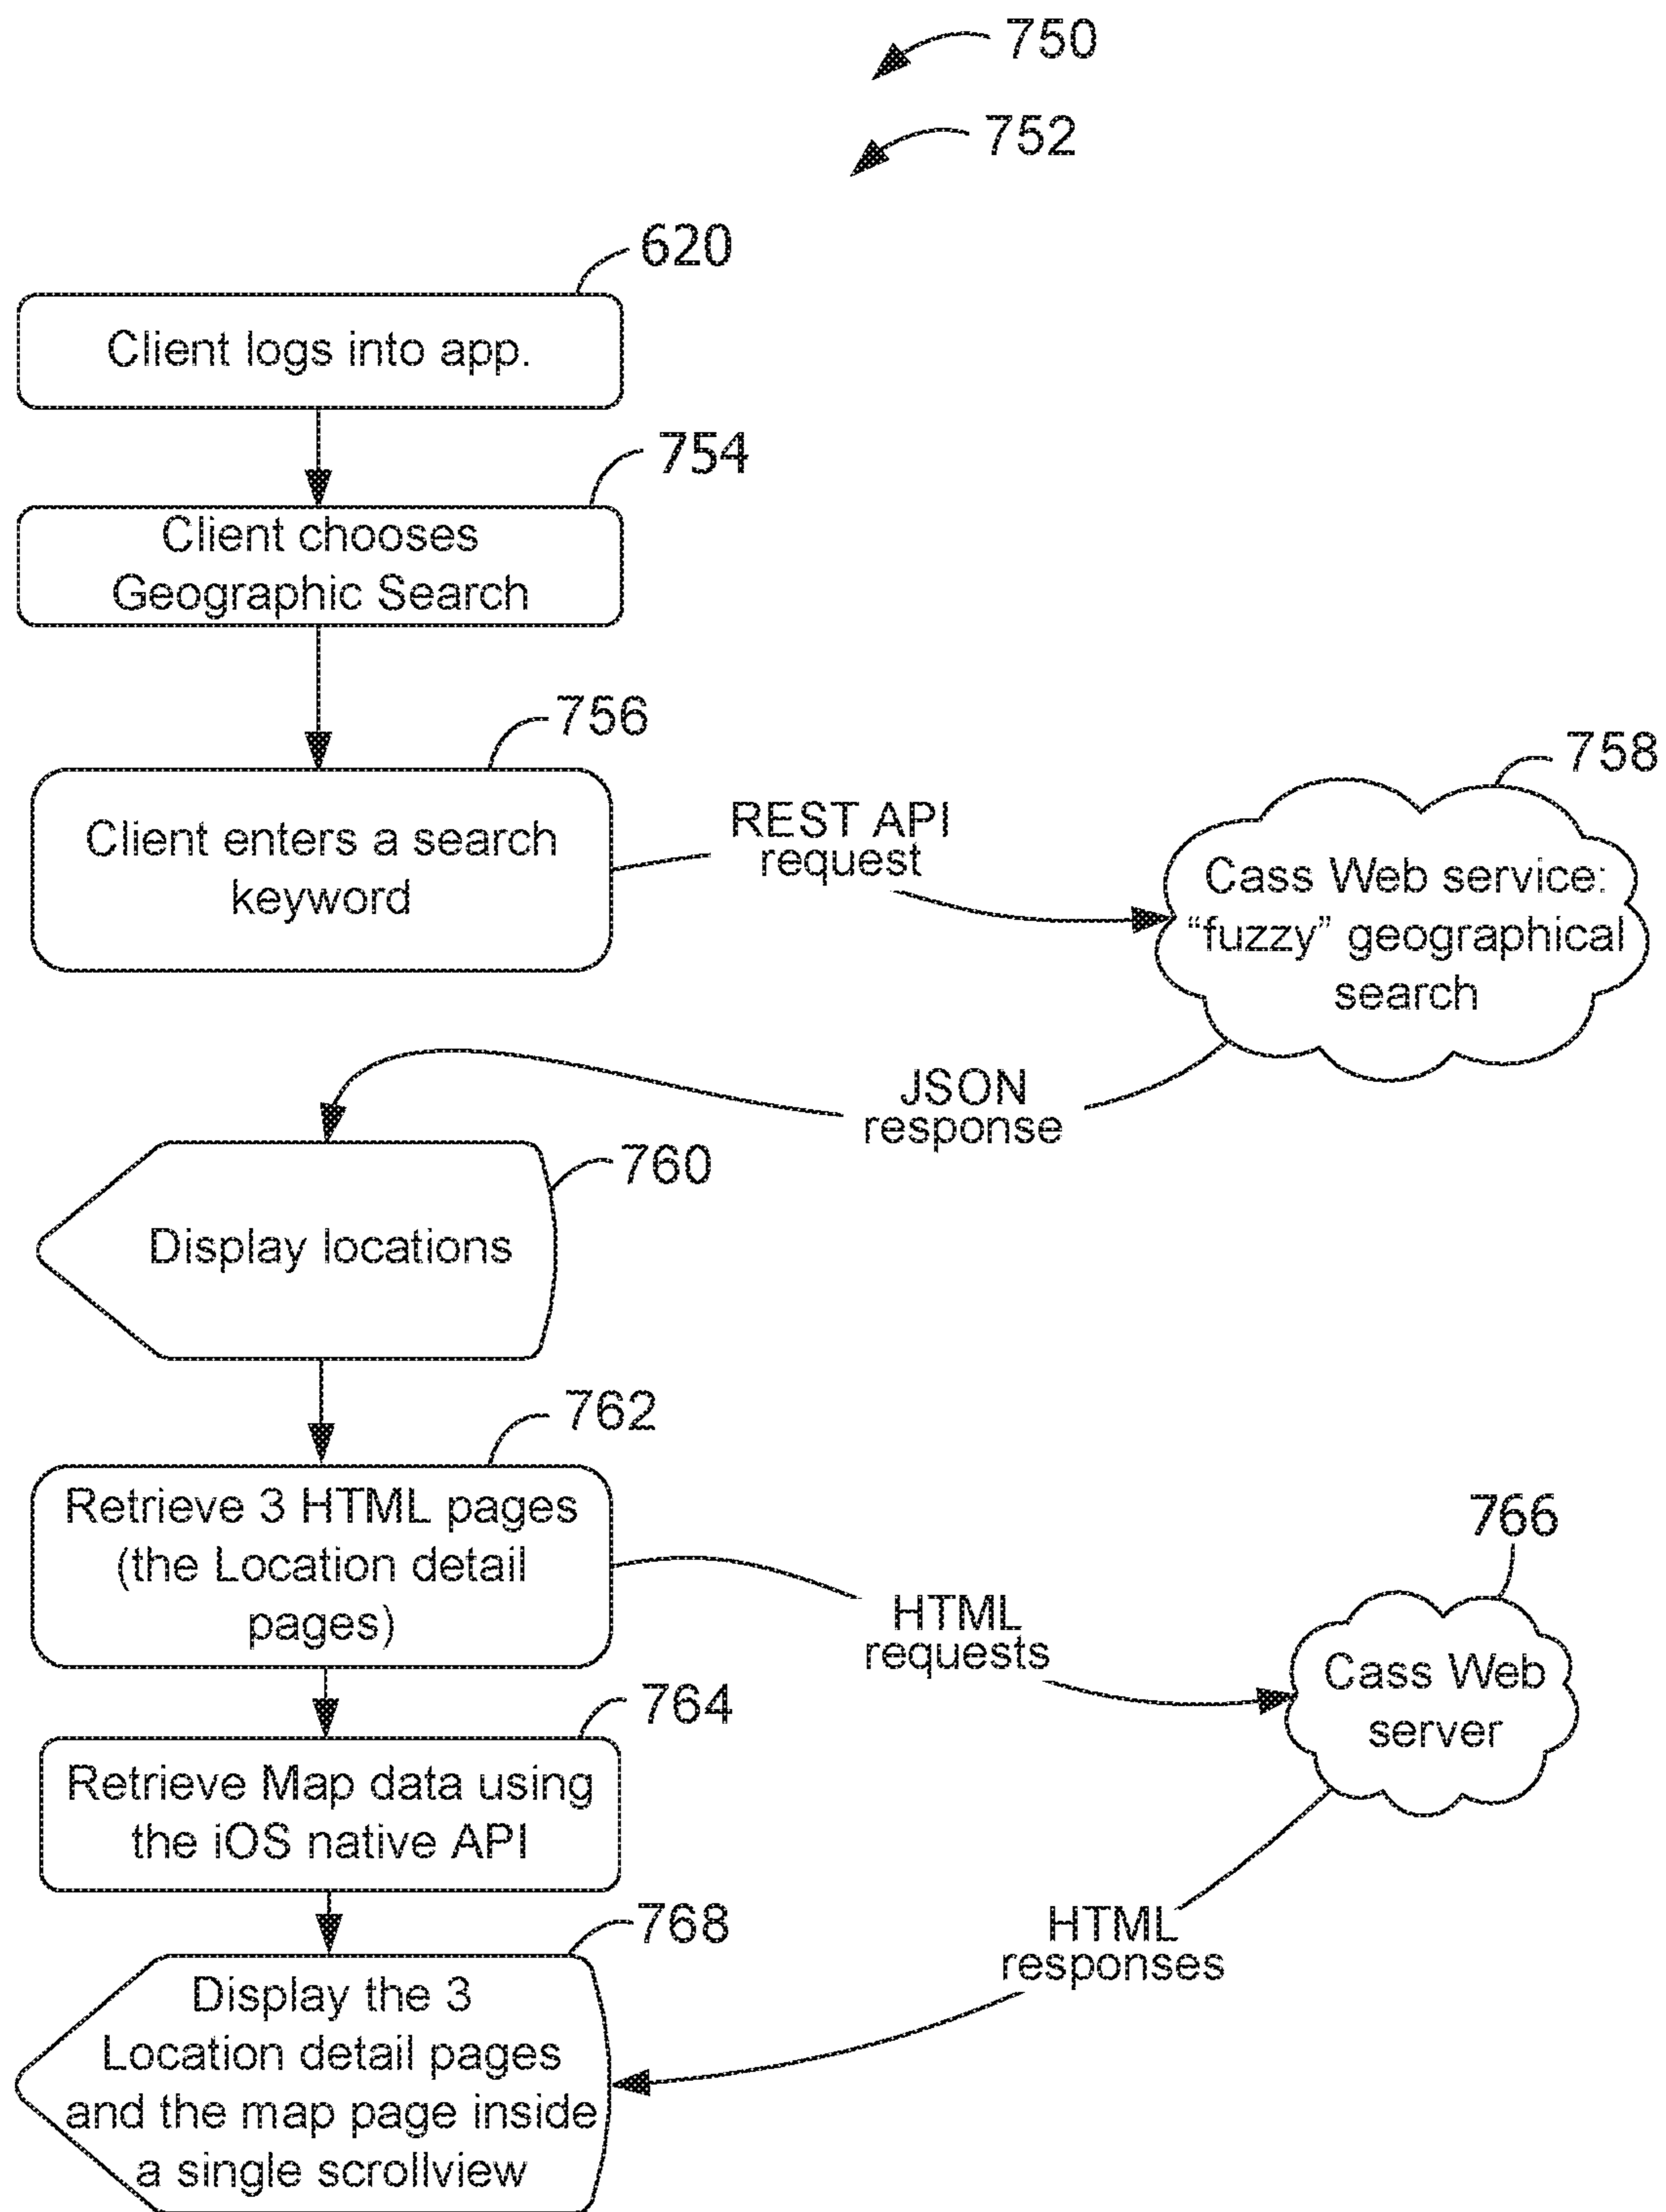 750
752
620
Client logs into app.
754
Client chooses
Geographic Search
756
Client enters a search
keyword
REST API
request
758
Cass Web service:
“fuzzy” geographical
search
JSON
response
760
Display locations
762
Retrieve 3 HTML pages
(the Location detail
pages)
HTML
requests
766
Cass Web
server
764
Retrieve Map data using
the iOS native API
HTML
responses
768
Display the 3
Location detail pages
and the map page inside
a single scrollview